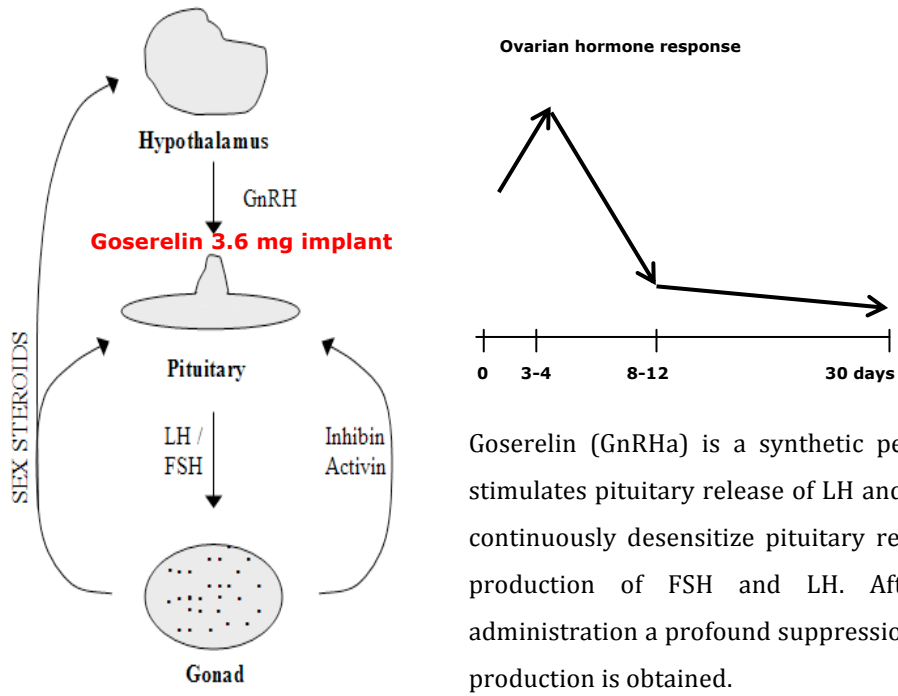 Hypothalamus
GnRH
Goserelin 3.6 mg implant
Pituitary
SEX STEROIDS
LH /
FSH
Inhibin
Activin
Gonad
Ovarian hormone response
0 3-4 8-12 30 days
Goserelin (GnRHa) is a synthetic
stimulates pituitary release of LH and
continuously desensitize pituitary
production of FSH and LH.
administration a profound suppression
production is obtained.